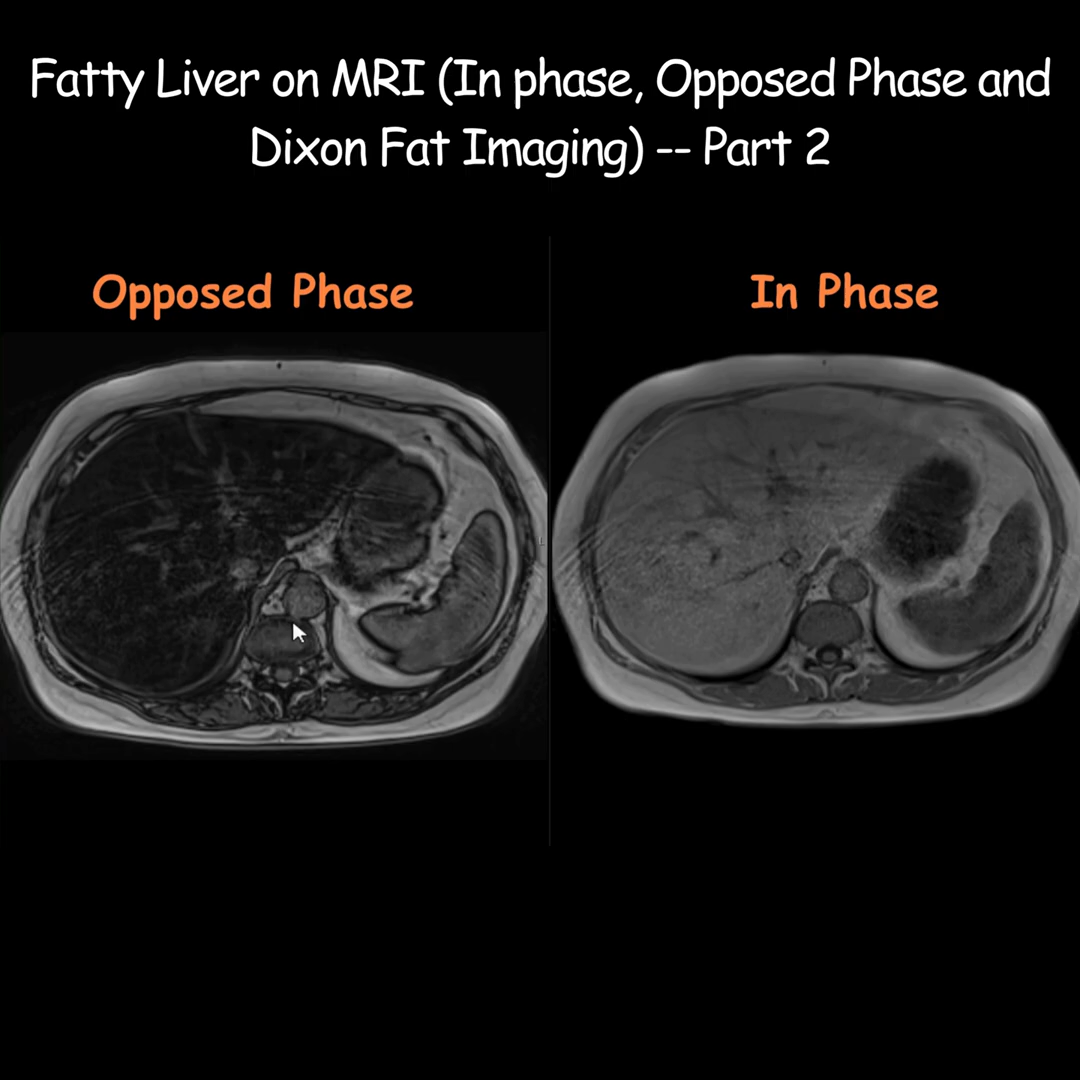 Fatty Liver on MRI (In phase, Opposed Phase and
Dixon Fat Imaging) -- Part 2
Opposed Phase
In Phase
L